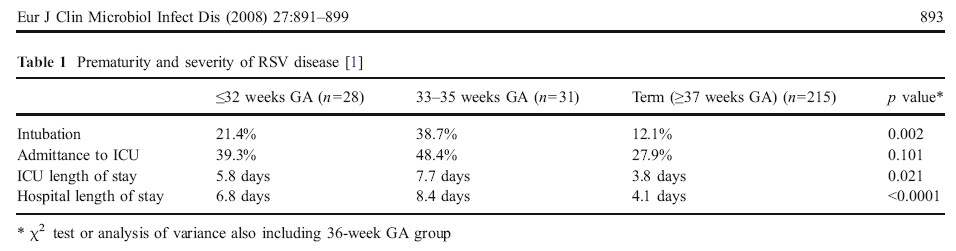 Eur J Clin Microbiol Infect Dis (2008) 27:891–899 893
Table 1 Prematurity and severity of RSV disease [1]
≤32 weeks GA (n=28) 33–35 weeks GA (n=31) Term (≥37 weeks GA) (n=215) p value*
Intubation 21.4% 38.7% 12.1% 0.002
Admittance to ICU 39.3% 48.4% 27.9% 0.101
ICU length of stay 5.8 days 7.7 days 3.8 days 0.021
Hospital length of stay 6.8 days 8.4 days 4.1 days <0.0001
* χ² test or analysis of variance also including 36-week GA group